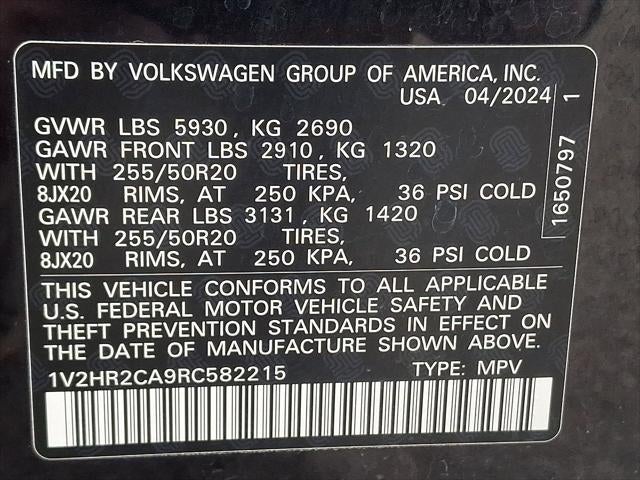 MFD BY VOLKSWAGEN GROUP OF AMERICA, INC.
USA 04/2024
GVWR LBS 5930, KG 2690
GAWR FRONT LBS 2910, KG 1320
WITH 255/50R20 TIRES,
8JX20 RIMS, AT 250 KPA, 36 PSI COLD
GAWR REAR LBS 3131, KG 1420
WITH 255/50R20 TIRES,
8JX20 RIMS, AT 250 KPA, 36 PSI COLD
THIS VEHICLE CONFORMS TO ALL APPLICABLE
U.S. FEDERAL MOTOR VEHICLE SAFETY AND
THEFT PREVENTION STANDARDS IN EFFECT ON
THE DATE OF MANUFACTURE SHOWN ABOVE.
1V2HR2CA9RC582215 TYPE: MPV
1650797 1